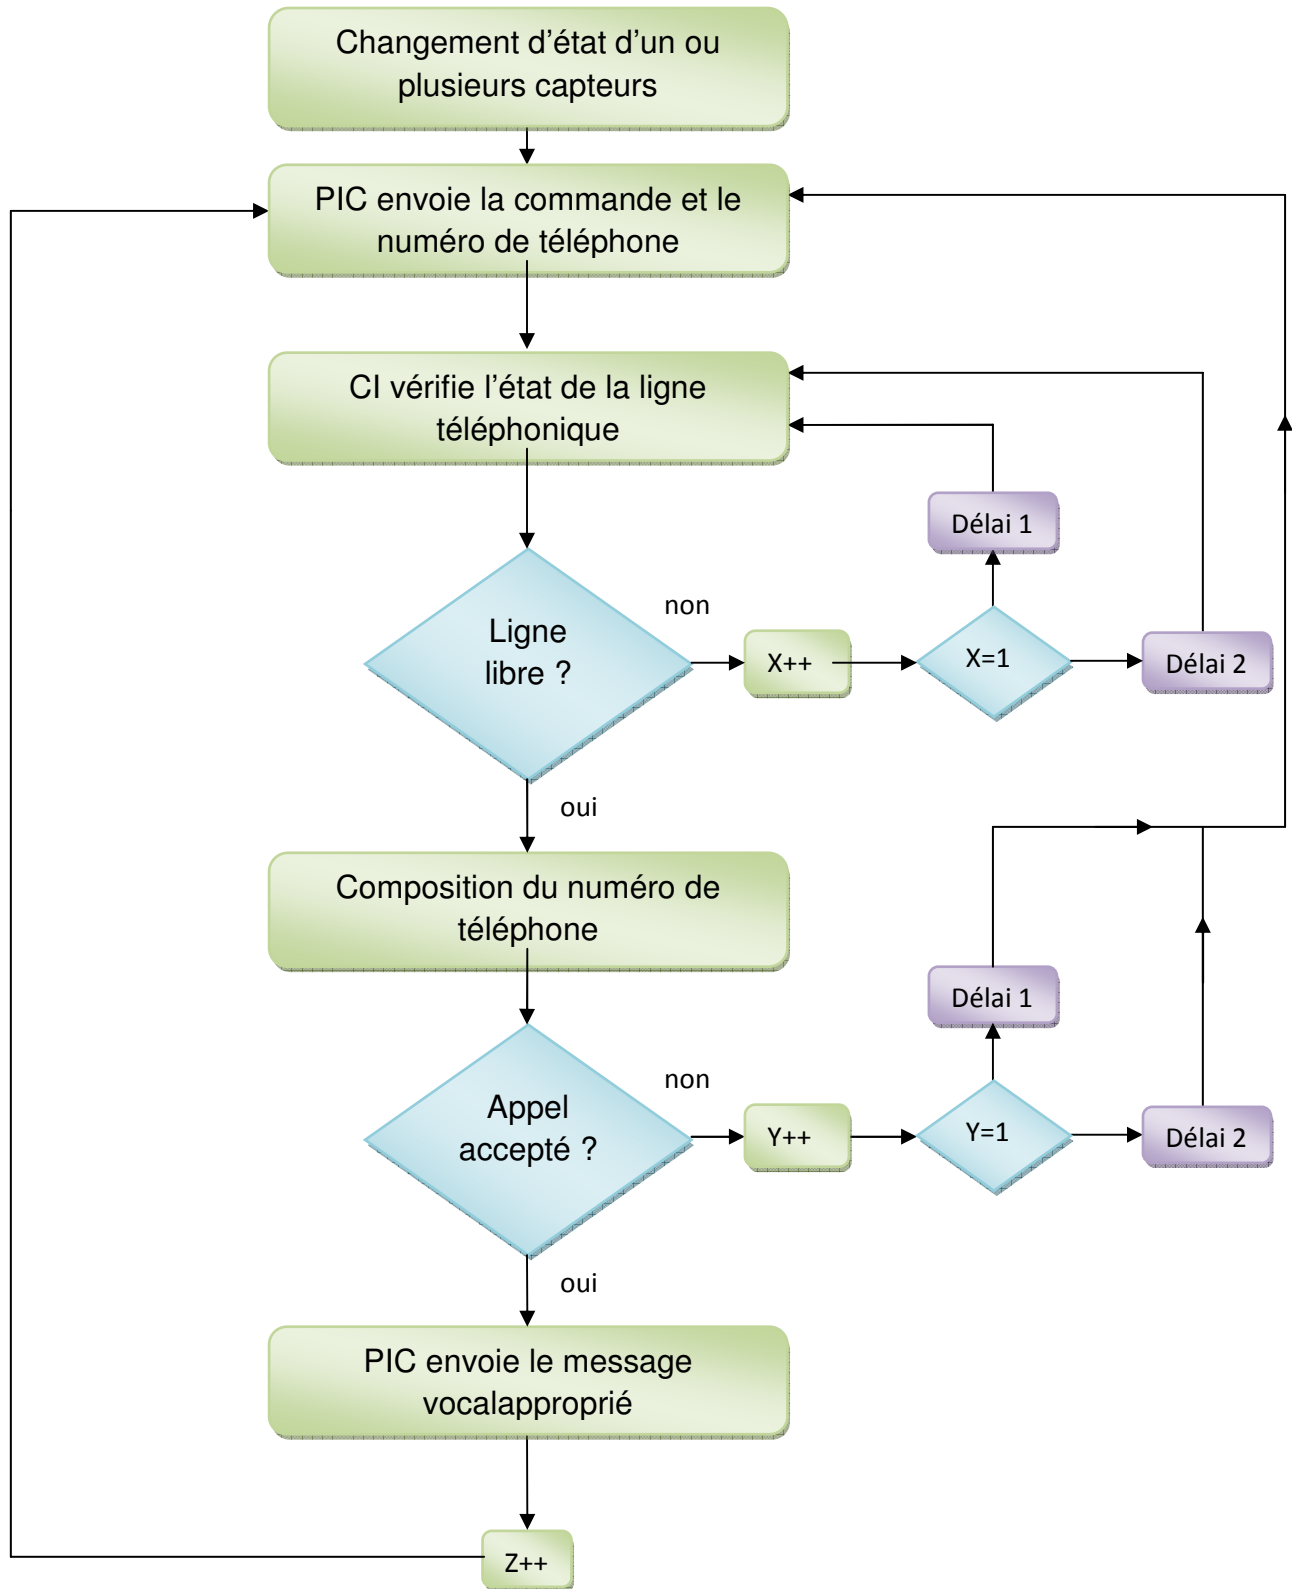 Changement d’état d’un ou
plusieurs capteurs
PIC envoie la commande et le
numéro de téléphone
CI vérifie l’état de la ligne
téléphonique
Délai 1
non
Ligne
libre ?
X++
X=1
Délai 2
oui
Composition du numéro de
téléphone
Délai 1
non
Appel
accepté ?
Y++
Y=1
Délai 2
oui
PIC envoie le message
vocalapproprié
Z++